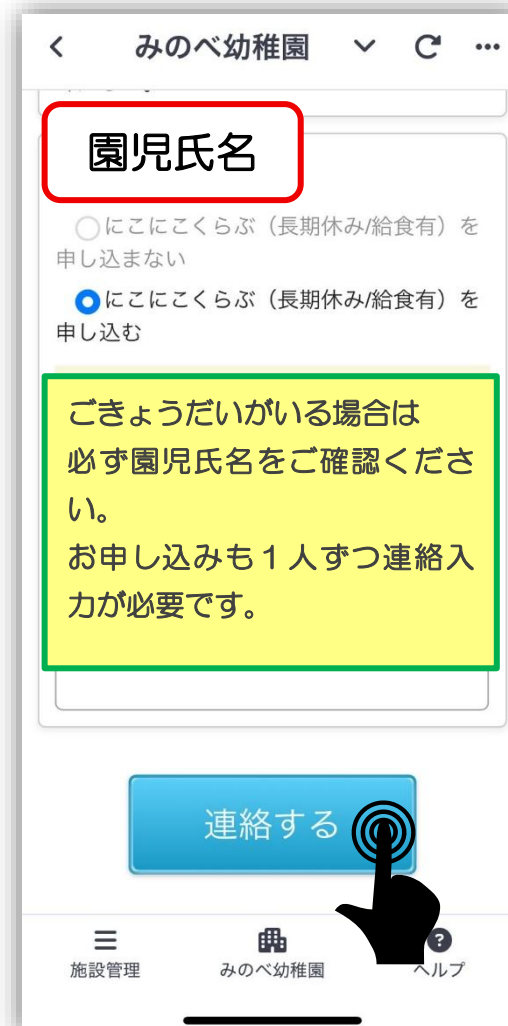 みのべ幼稚園
園児氏名
にこにこくらぶ（長期休み/給食有）を
申し込まない
にこにこくらぶ（長期休み/給食有）を
申し込む
ごきょうだいがいる場合は
必ず園児氏名をご確認くださ
い。
お申し込みも１人ずつ連絡入
力が必要です。
連絡する
施設管理
みのべ幼稚園
ヘルプ